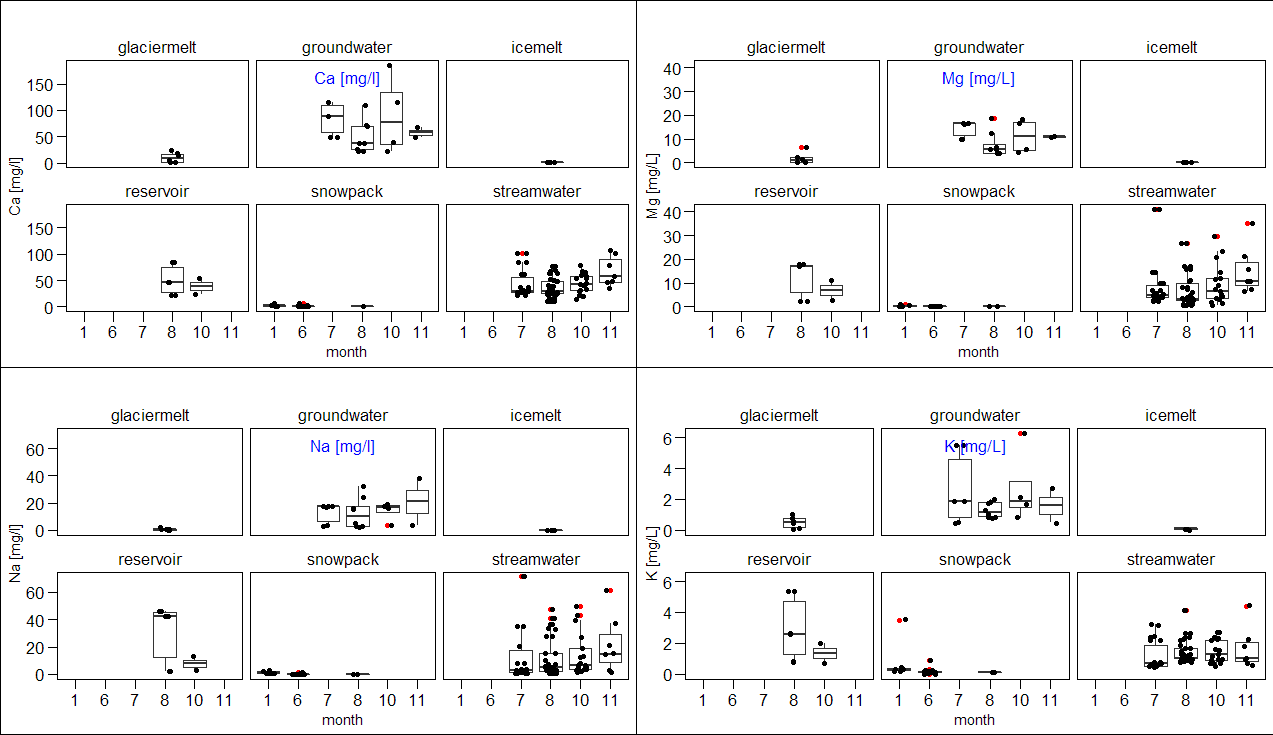 glaciermelt groundwater icemelt
Ca [mg/l]
150
100
50
0
reservoir snowpack streamwater
150
100
50
0
Ca [mg/l]
1 6 7 8 10 11 1 6 7 8 10 11 1 6 7 8 10 11
month
glaciermelt groundwater icemelt
Mg [mg/L]
40
30
20
10
0
reservoir snowpack streamwater
40
30
20
10
0
Mg [mg/L]
1 6 7 8 10 11 1 6 7 8 10 11 1 6 7 8 10 11
month
glaciermelt groundwater icemelt
Na [mg/l]
60
40
20
0
reservoir snowpack streamwater
60
40
20
0
Na [mg/l]
1 6 7 8 10 11 1 6 7 8 10 11 1 6 7 8 10 11
month
glaciermelt groundwater icemelt
K [mg/L]
6
4
2
0
reservoir snowpack streamwater
6
4
2
0
K [mg/L]
1 6 7 8 10 11 1 6 7 8 10 11 1 6 7 8 10 11
month